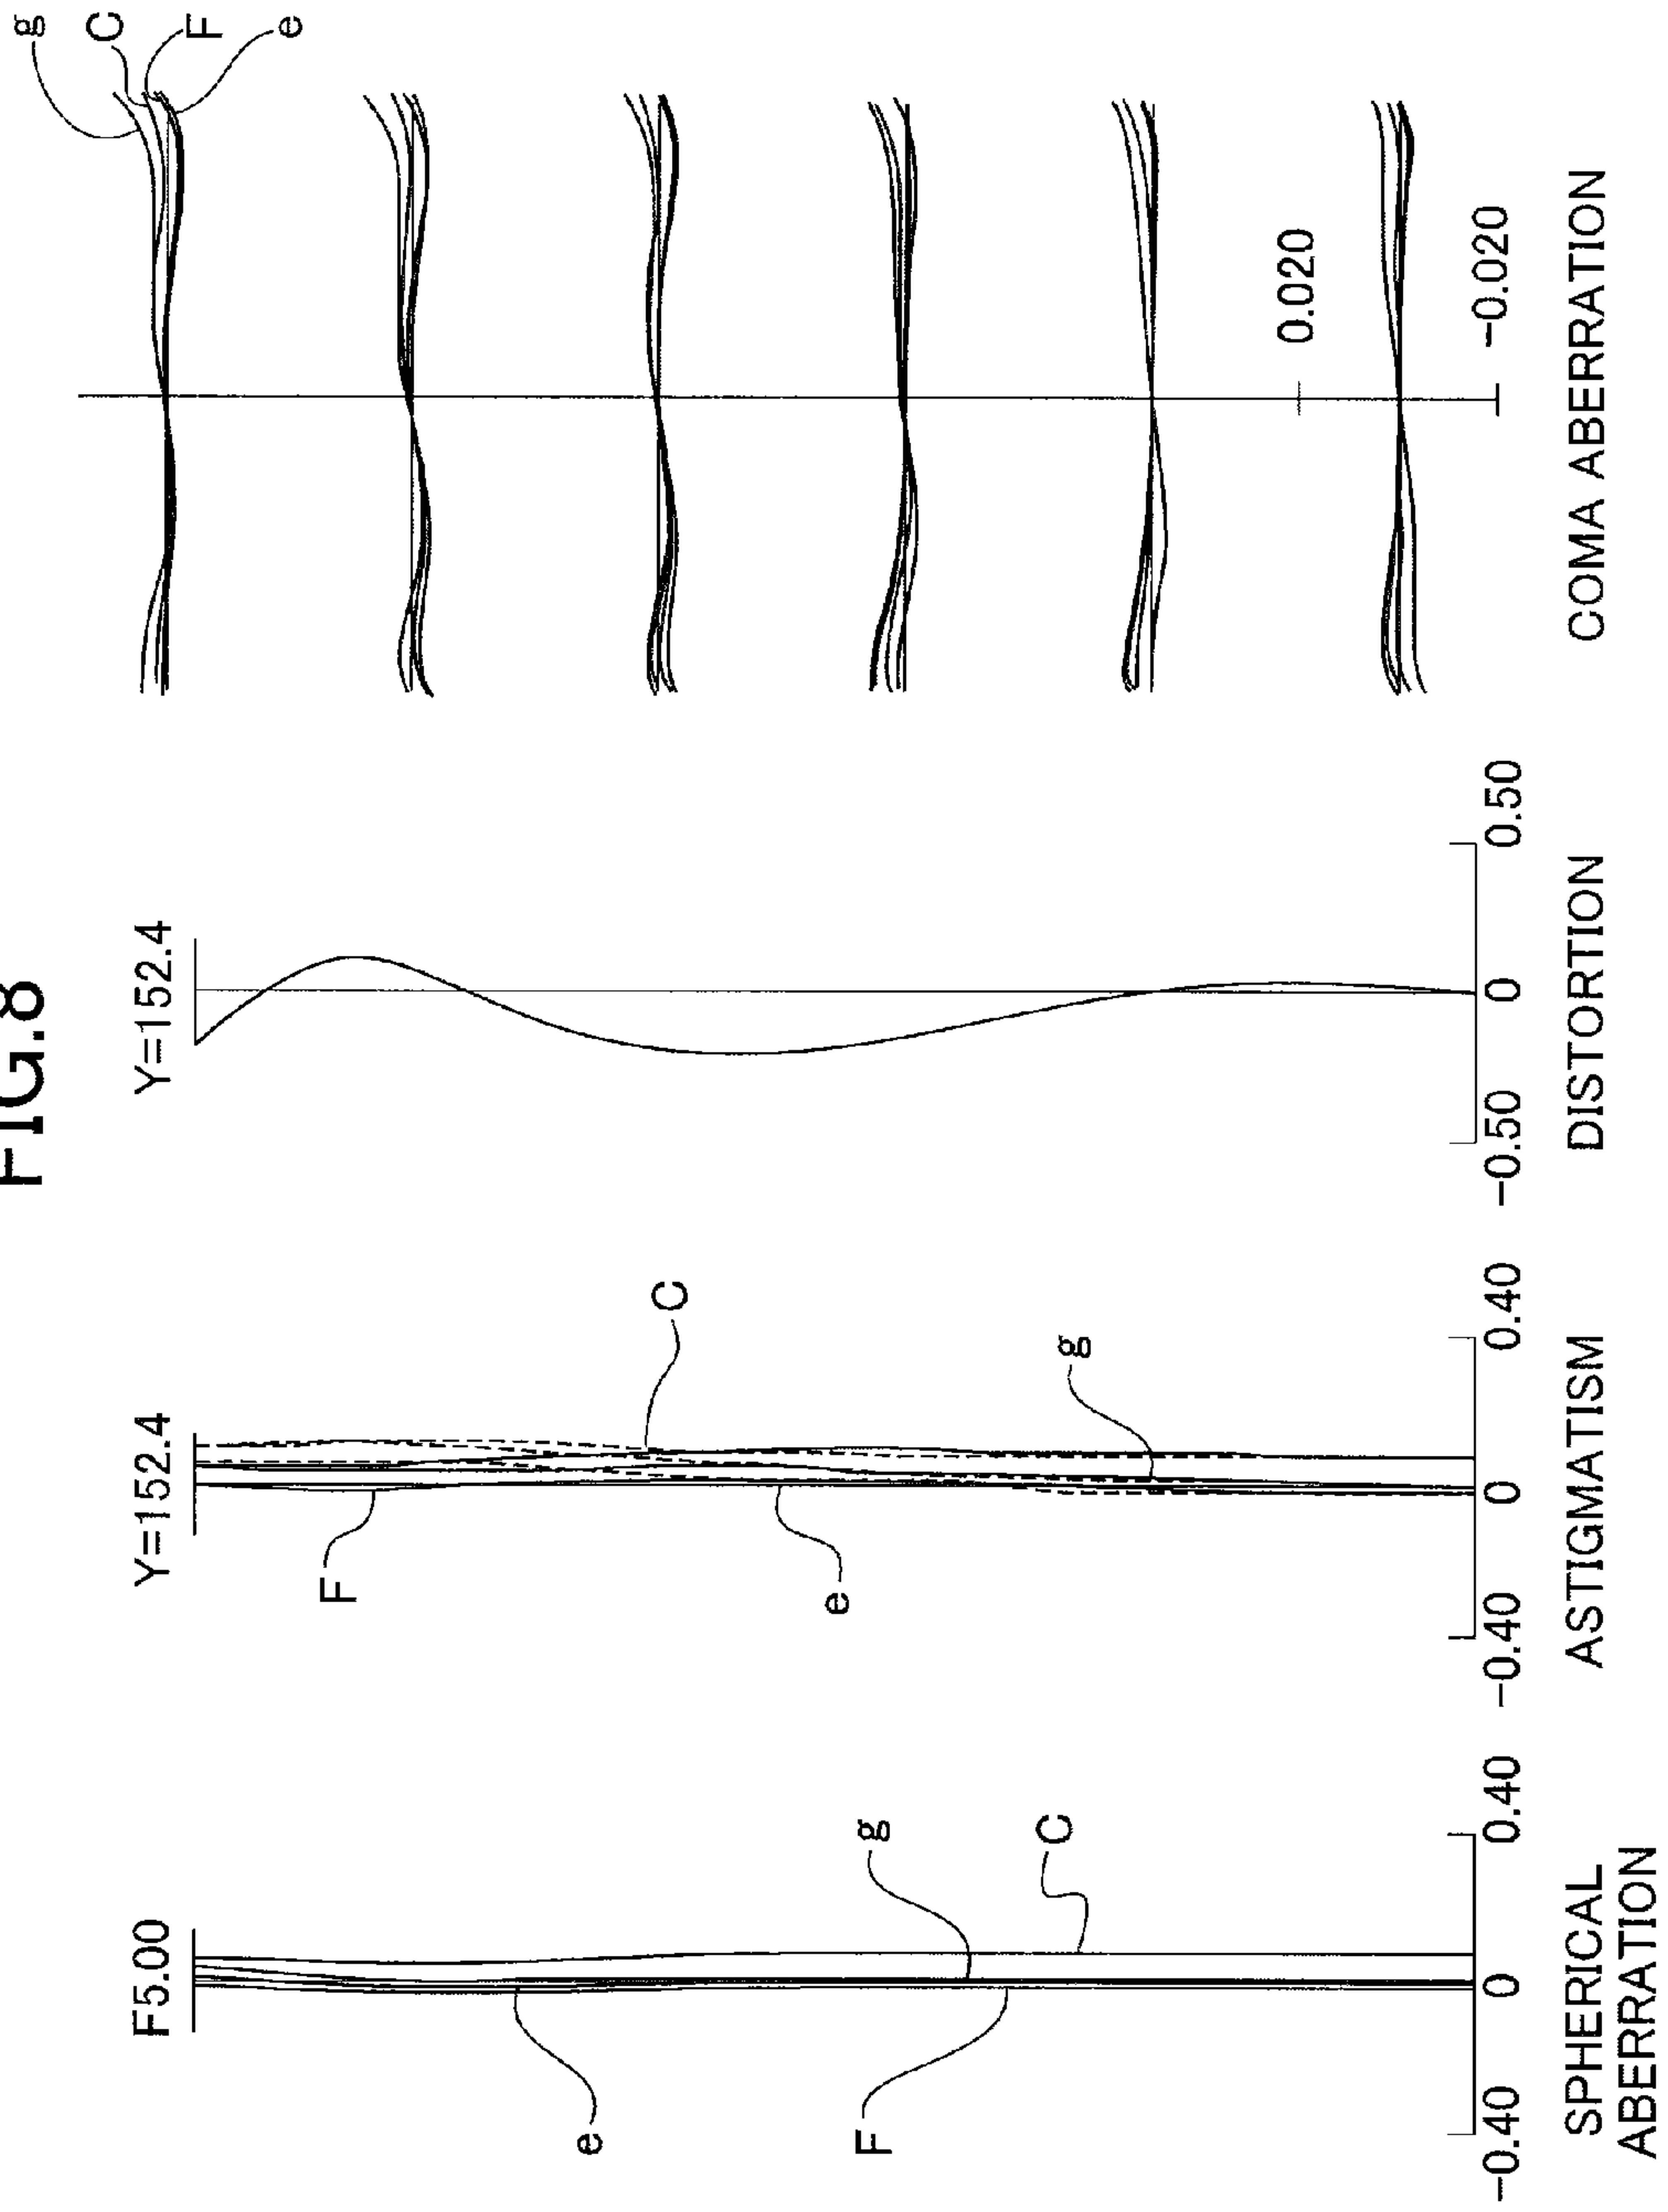 FIG.8
F5.00
e
F
g
C
-0.40
0
0.40
SPHERICAL
ABERRATION
Y=152.4
F
e
C
g
-0.40
0
0.40
ASTIGMATISM
Y=152.4
-0.50
0
0.50
DISTORTION
g
C
F
e
0.020
-0.020
COMA ABERRATION